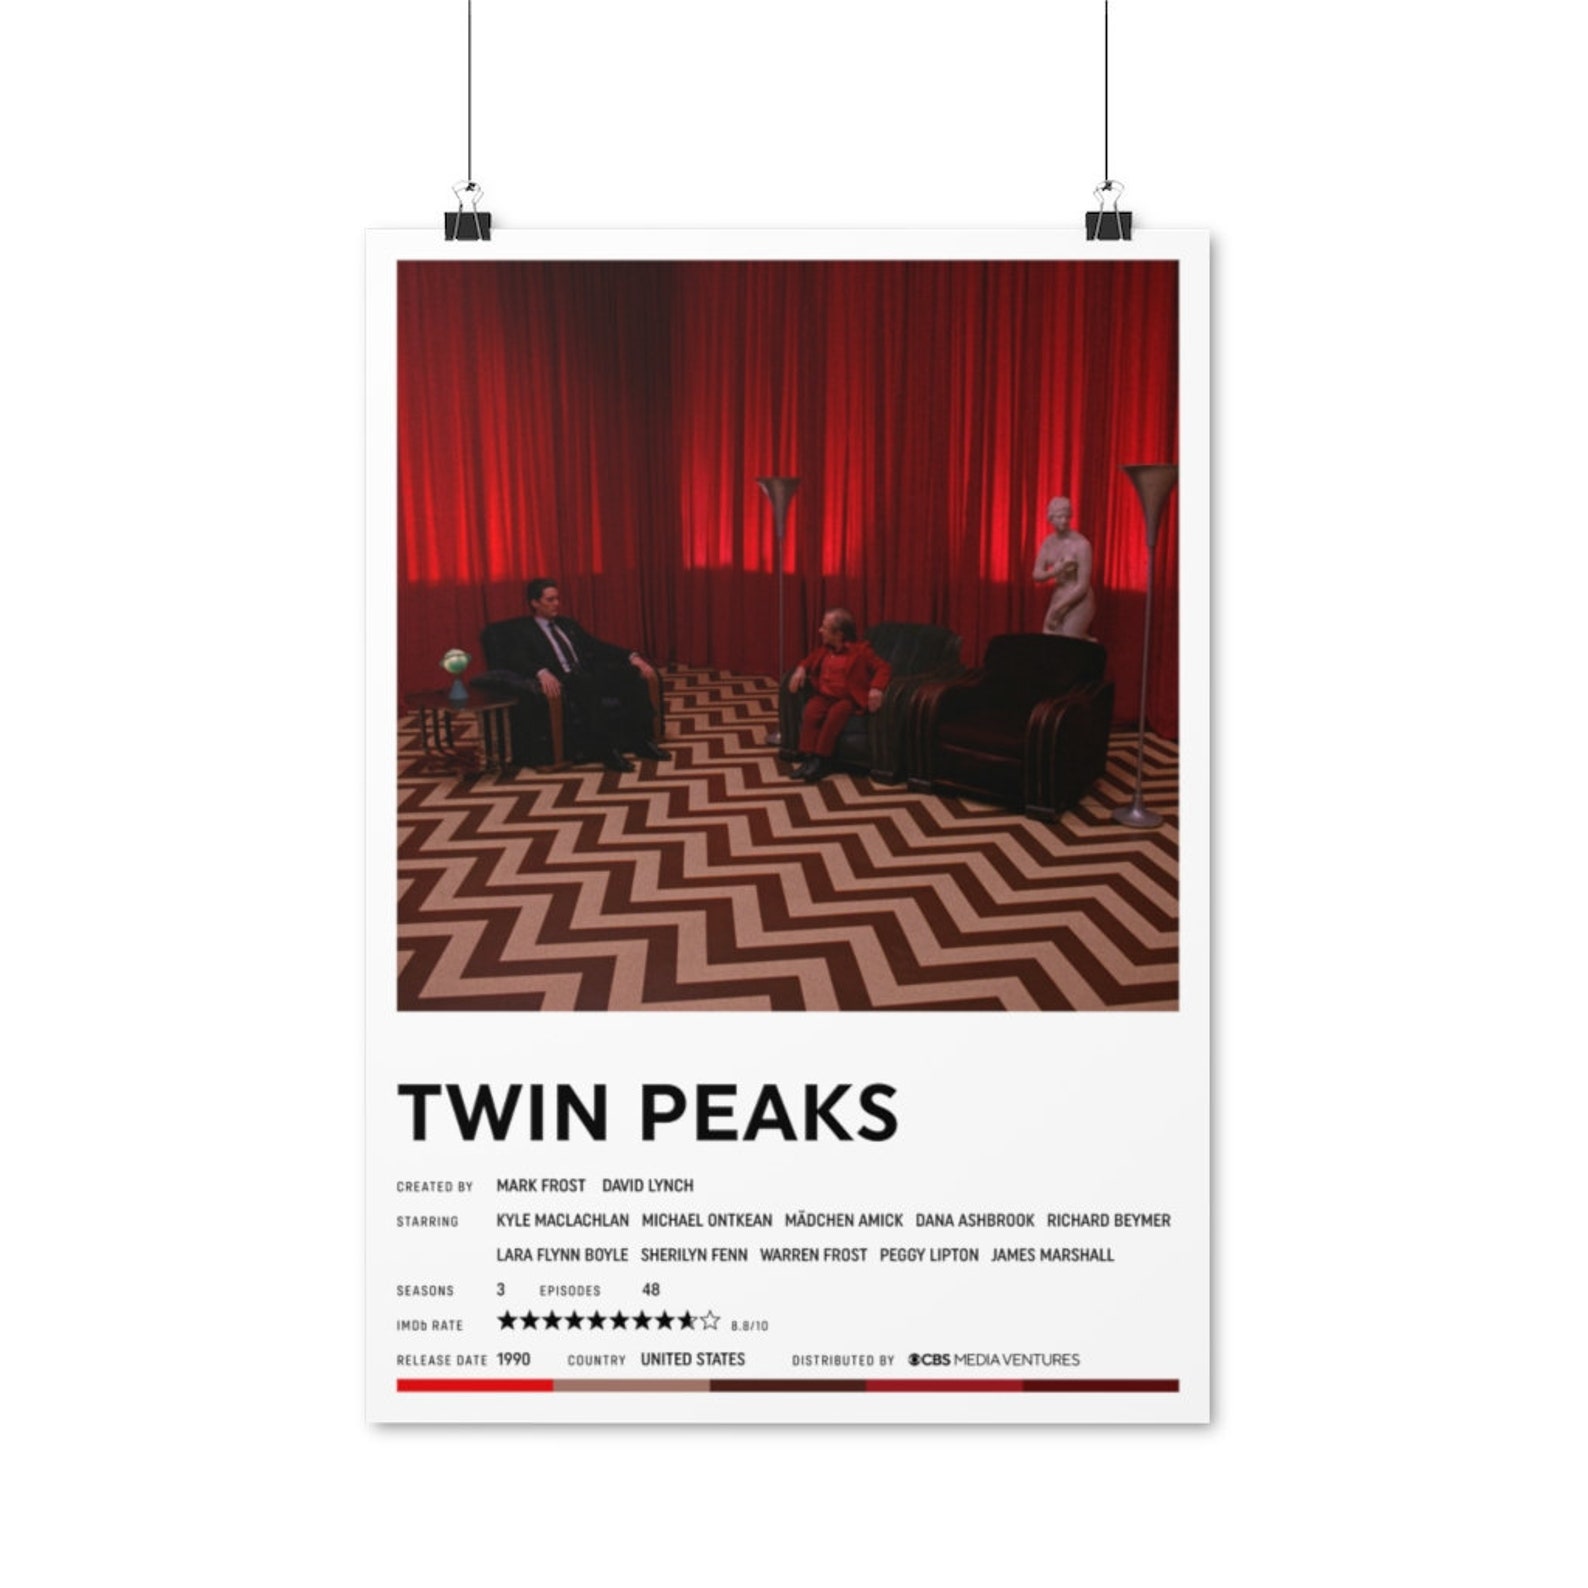 TWIN PEAKS
CREATED BY MARK FROST DAVID LYNCH
STARRING KYLE MACLACHLAN MICHAEL ONTKEAN MÄDCHEN AMICK DANA ASHBROOK RICHARD BEYMER
LARA FLYNN BOYLE SHERILYN FENN WARREN FROST PEGGY LIPTON JAMES MARSHALL
SEASONS 3 EPISODES 48
IMDb RATE 8.8/10
RELEASE DATE 1990 COUNTRY UNITED STATES DISTRIBUTED BY CBS MEDIA VENTURES